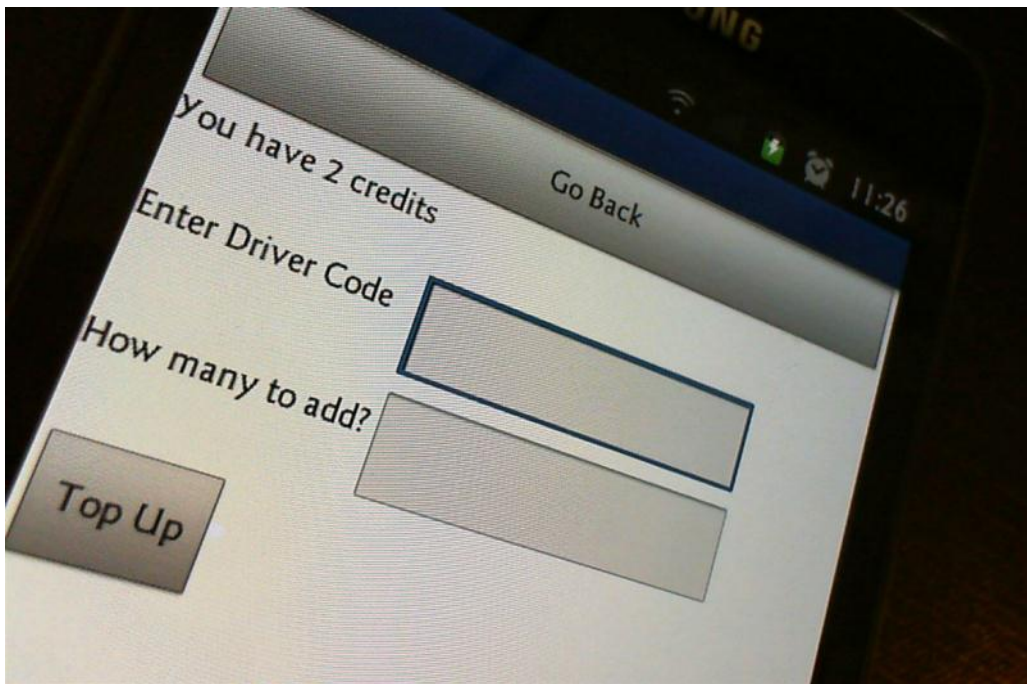 NG
11:26
Go Back
You have 2 credits
Enter Driver Code
How many to add?
Top Up